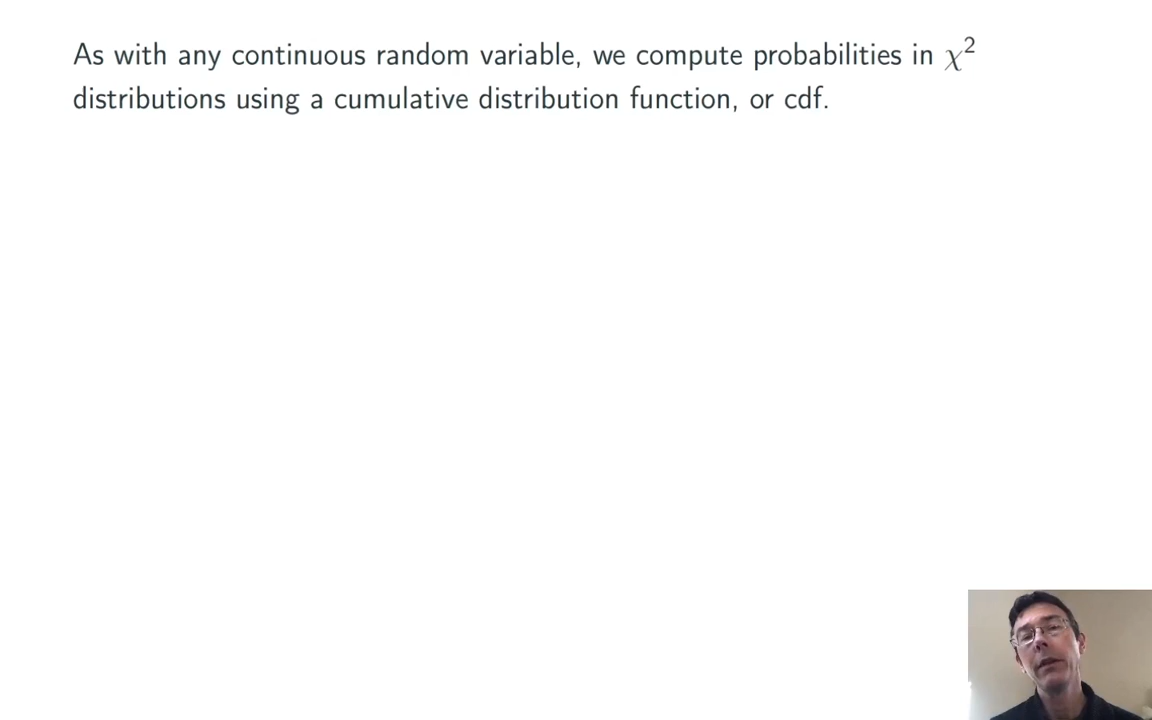 As with any continuous random variable, we compute probabilities in χ²
distributions using a cumulative distribution function, or cdf.